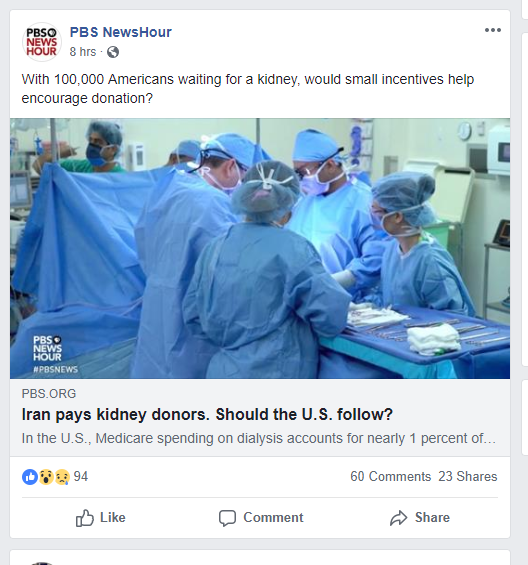 PBS
NEWS
HOUR
PBS NewsHour
8 hrs ·
With 100,000 Americans waiting for a kidney, would small incentives help
encourage donation?
PBS
NEWS
HOUR
#PBSNEWS
PBS.ORG
Iran pays kidney donors. Should the U.S. follow?
In the U.S., Medicare spending on dialysis accounts for nearly 1 percent of...
94
60 Comments 23 Shares
Like
Comment
Share